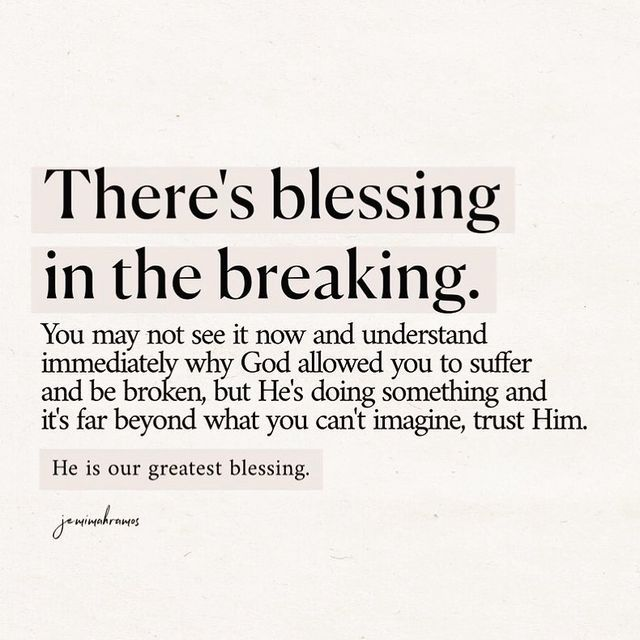 There's blessing
in the breaking.
You may not see it now and understand
immediately why God allowed you to suffer
and be broken, but He's doing something and
it's far beyond what you can't imagine, trust Him.
He is our greatest blessing.
jemimahramos